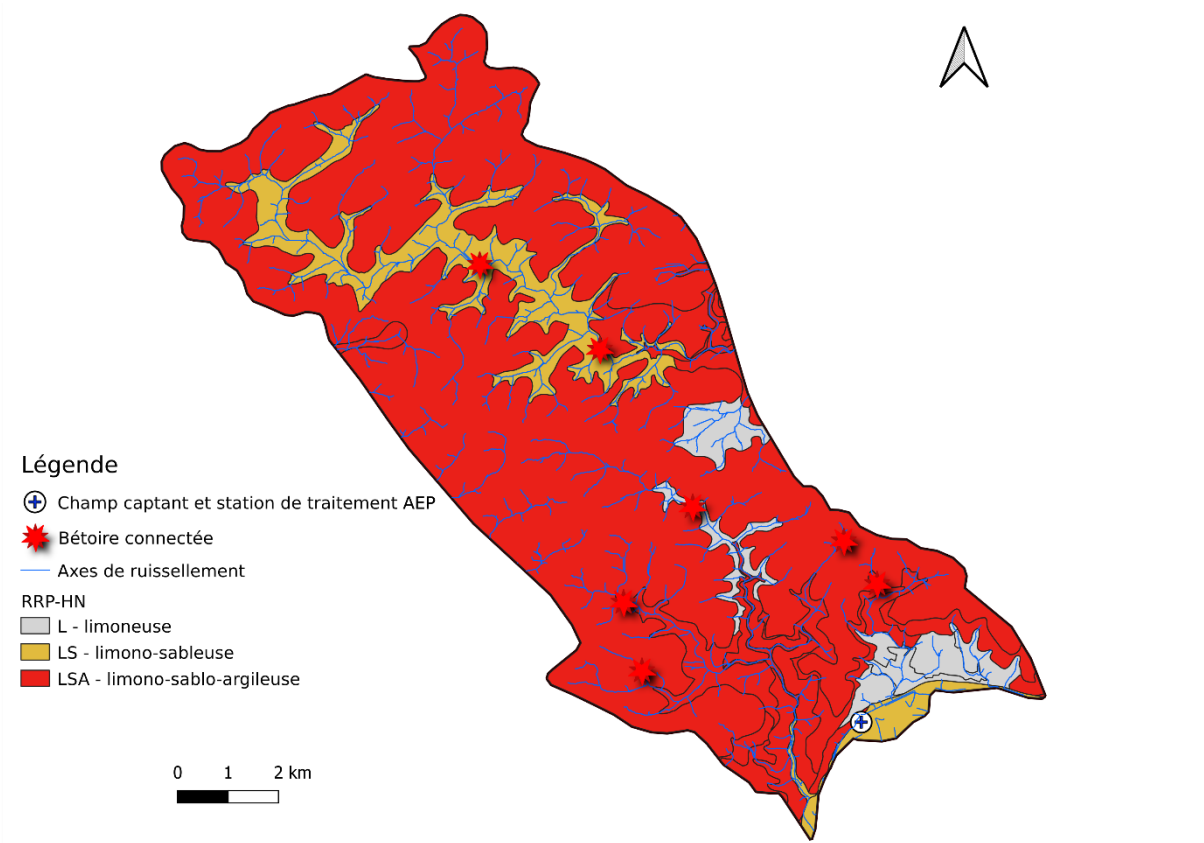 Légende
Champ captant et station de traitement AEP
Bétoire connectée
Axes de ruissellement
RRP-HN
L - limoneuse
LS - limono-sableuse
LSA - limono-sablo-argileuse
0 1 2 km